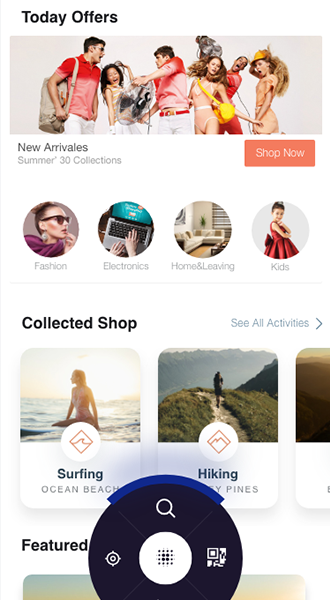 Today Offers
New Arrivales
Summer' 30 Collections
Shop Now
Fashion
Electronics
Home&Leaving
Kids
Collected Shop
See All Activities
Surfing
Hiking
OCEAN BEACH
EY PINES
Featured